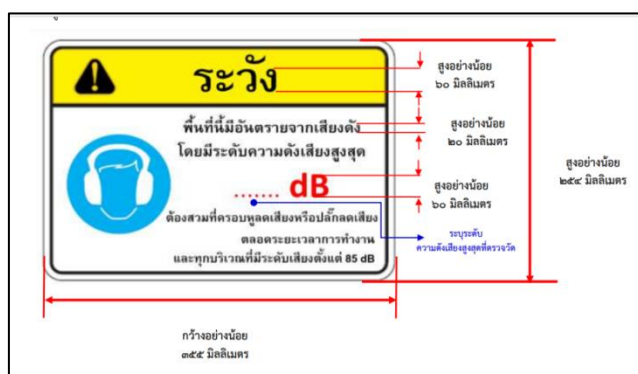 ระวัง
พื้นที่นี้มีอันตรายจากเสียงดัง
โดยมีระดับความดังเสียงสูงสุด
....... dB
ต้องสวมที่ครอบหูลดเสียงหรือปลั๊กลดเสียง
ตลอดระยะเวลาการทำงาน
และทุกบริเวณที่มีระดับเสียงตั้งแต่ 85 dB
สูงอย่างน้อย
๖๐ มิลลิเมตร
สูงอย่างน้อย
๒๐ มิลลิเมตร
สูงอย่างน้อย
๖๐ มิลลิเมตร
ระบุระดับ
ความดังเสียงสูงสุดที่ตรวจวัด
สูงอย่างน้อย
๒๕๔ มิลลิเมตร
กว้างอย่างน้อย
๓๕๕ มิลลิเมตร